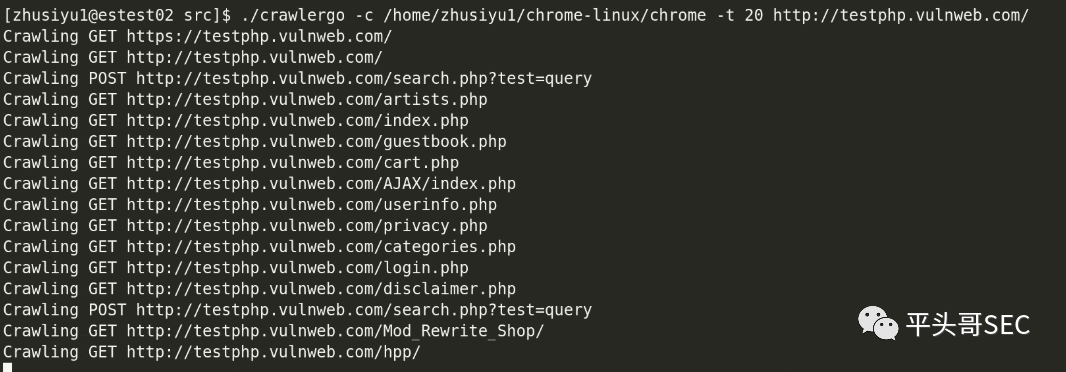 [zhusiyu1@estest02 src]$ ./crawlergo -c /home/zhusiyu1/chrome-linux/chrome -t 20 http://testphp.vulnweb.com/
Crawling GET https://testphp.vulnweb.com/
Crawling GET http://testphp.vulnweb.com/
Crawling POST http://testphp.vulnweb.com/search.php?test=query
Crawling GET http://testphp.vulnweb.com/artists.php
Crawling GET http://testphp.vulnweb.com/index.php
Crawling GET http://testphp.vulnweb.com/guestbook.php
Crawling GET http://testphp.vulnweb.com/cart.php
Crawling GET http://testphp.vulnweb.com/AJAX/index.php
Crawling GET http://testphp.vulnweb.com/userinfo.php
Crawling GET http://testphp.vulnweb.com/privacy.php
Crawling GET http://testphp.vulnweb.com/categories.php
Crawling GET http://testphp.vulnweb.com/login.php
Crawling GET http://testphp.vulnweb.com/disclaimer.php
Crawling POST http://testphp.vulnweb.com/search.php?test=query
Crawling GET http://testphp.vulnweb.com/Mod_Rewrite_Shop/
Crawling GET http://testphp.vulnweb.com/hpp/
平头哥SEC